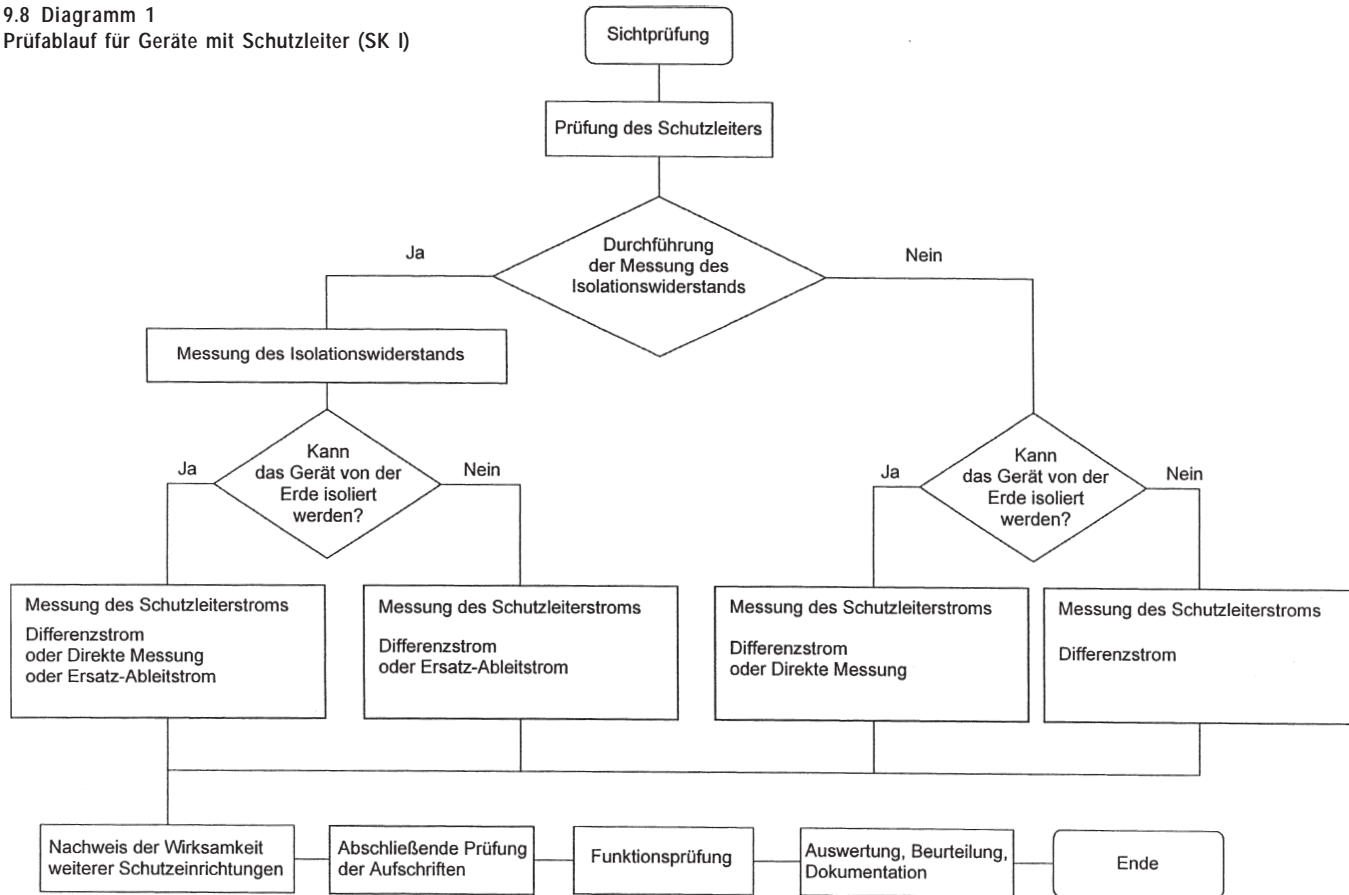 9.8 Diagramm 1
Prüfablauf für Geräte mit Schutzleiter (SK I)
Sichtprüfung
Prüfung des Schutzleiters
Durchführung
der Messung des
Isolationswiderstands
Ja
Nein
Messung des Isolationswiderstands
Kann
das Gerät von der
Erde isoliert
werden?
Ja
Nein
Kann
das Gerät von der
Erde isoliert
werden?
Ja
Nein
Messung des Schutzleiterstroms
Differenzstrom
oder Direkte Messung
oder Ersatz-Ableitstrom
Messung des Schutzleiterstroms
Differenzstrom
oder Ersatz-Ableitstrom
Messung des Schutzleiterstroms
Differenzstrom
oder Direkte Messung
Messung des Schutzleiterstroms
Differenzstrom
Nachweis der Wirksamkeit
weiterer Schutzeinrichtungen
Abschließende Prüfung
der Aufschriften
Funktionsprüfung
Auswertung, Beurteilung,
Dokumentation
Ende